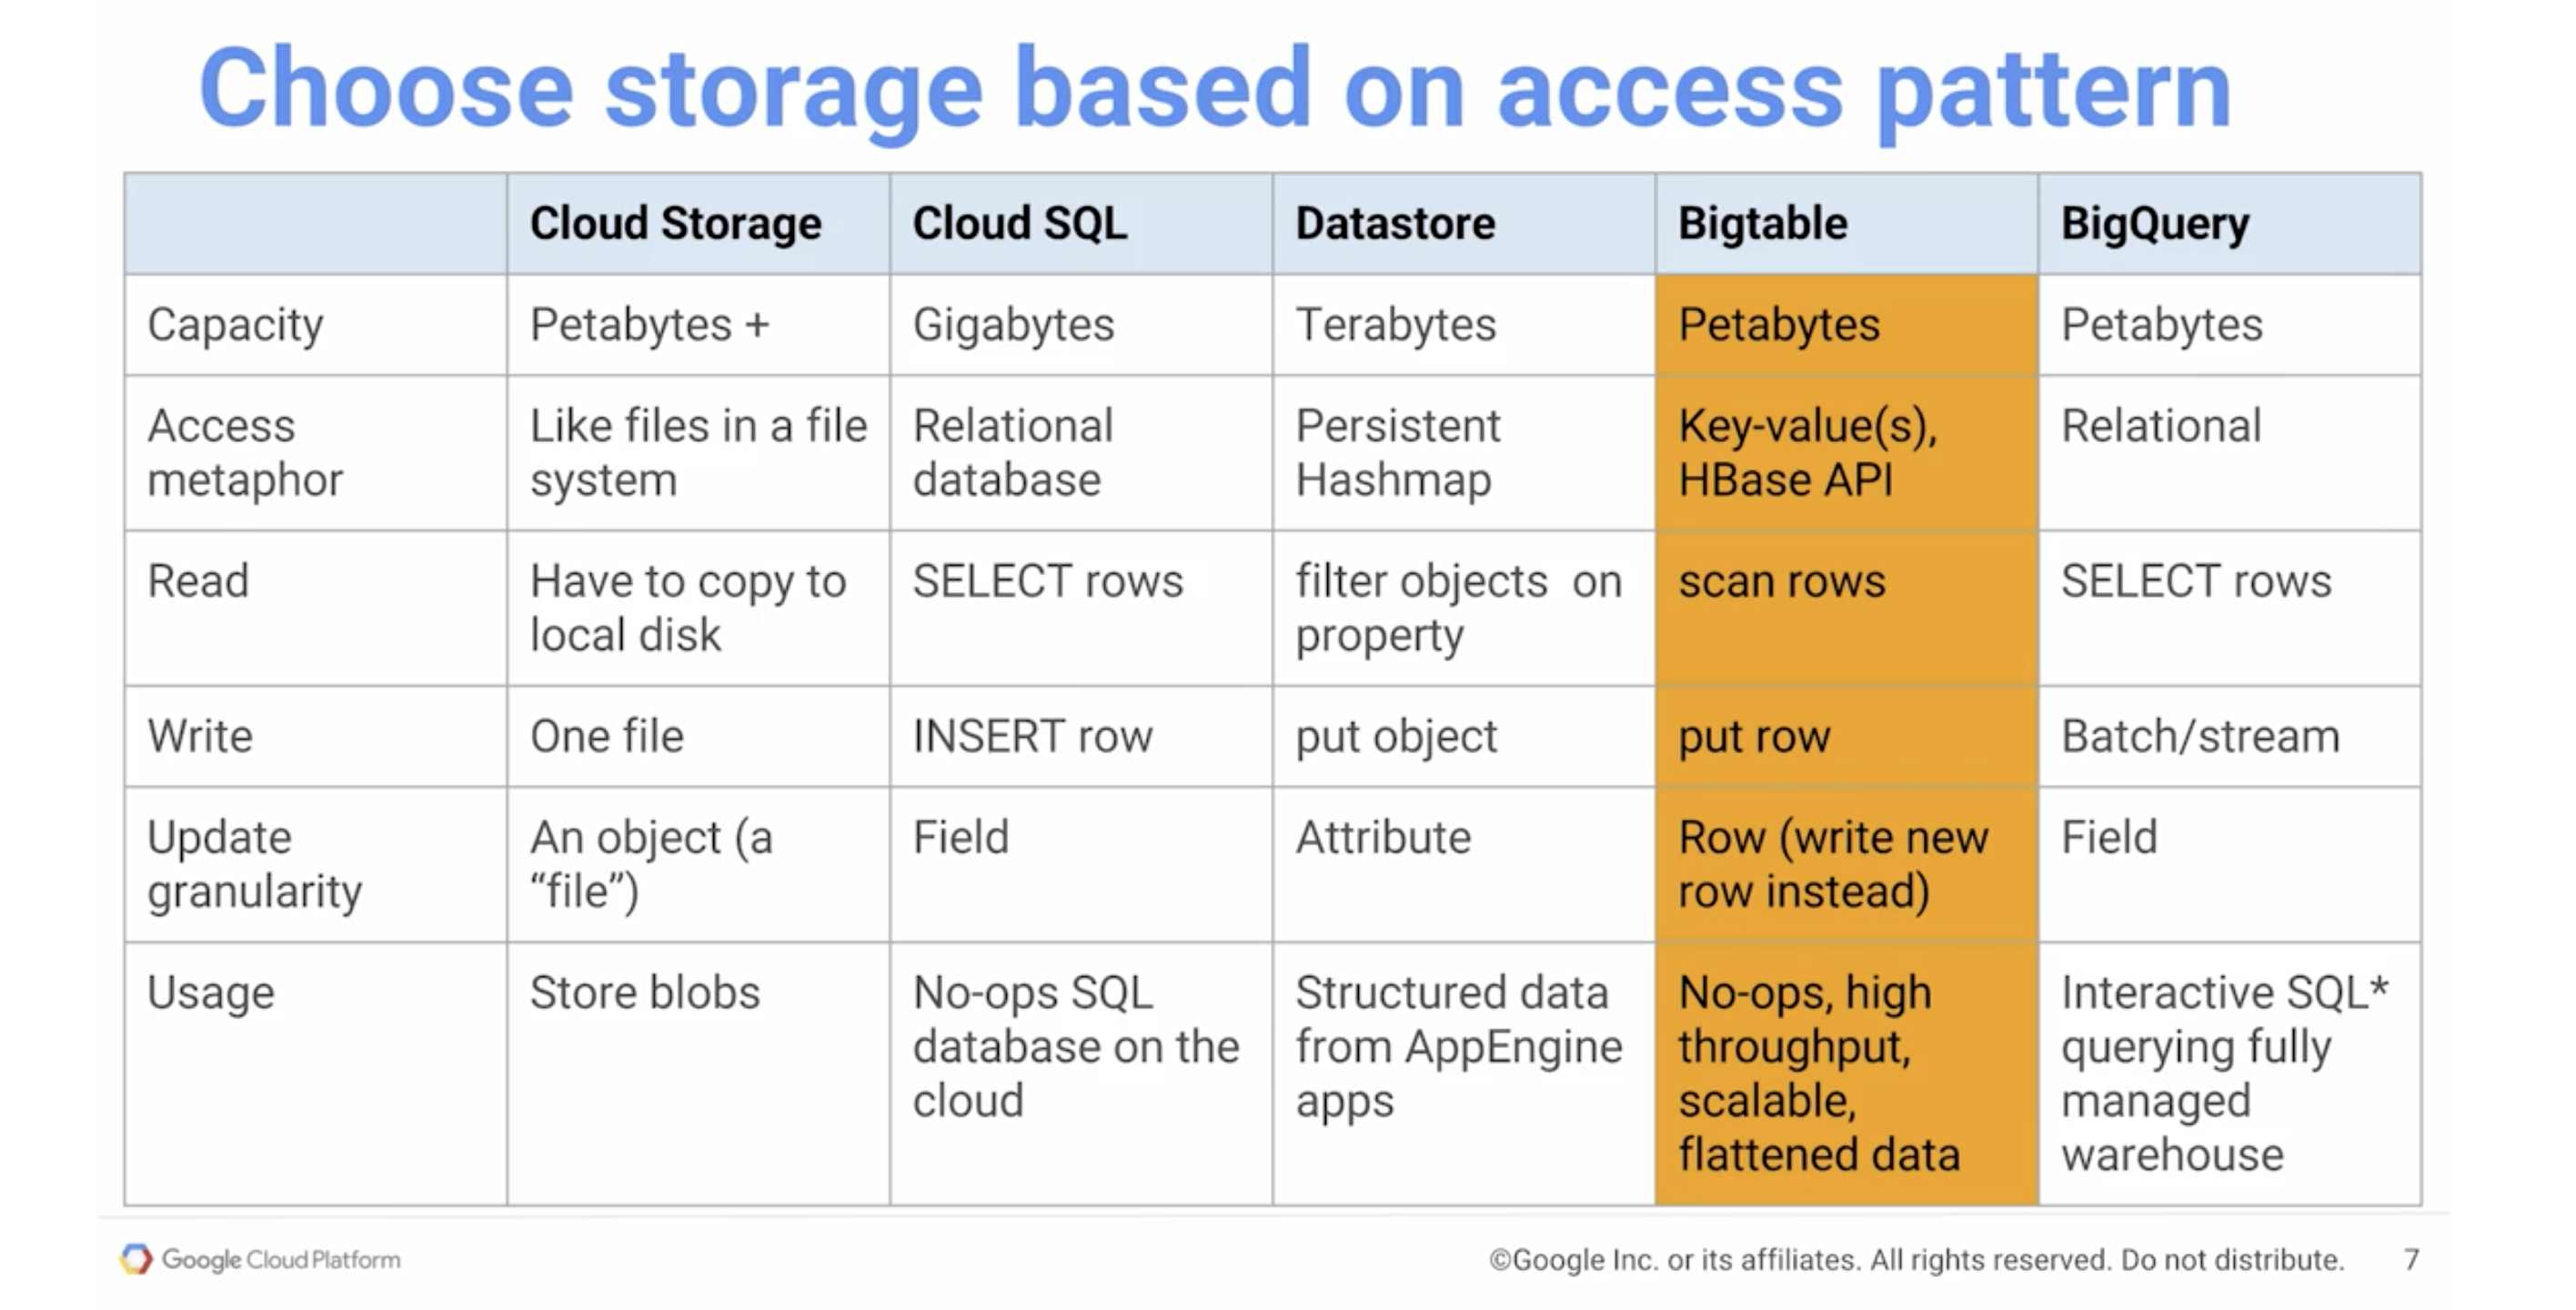 Choose storage based on access pattern
Cloud Storage
Cloud SQL
Datastore
Bigtable
BigQuery
Capacity
Petabytes +
Gigabytes
Terabytes
Petabytes
Petabytes
Access
metaphor
Like files in a file
system
Relational
database
Persistent
Hashmap
Key-value(s),
HBase API
Relational
Read
Have to copy to
local disk
SELECT rows
filter objects  on
property
scan rows
SELECT rows
Write
One file
INSERT row
put object
put row
Batch/stream
Update
granularity
An object (a
“file”)
Field
Attribute
Row (write new
row instead)
Field
Usage
Store blobs
No-ops SQL
database on the
cloud
Structured data
from AppEngine
apps
No-ops, high
throughput,
scalable,
flattened data
Interactive SQL*
querying fully
managed
warehouse
Google Cloud Platform
©Google Inc. or its affiliates. All rights reserved. Do not distribute.
7